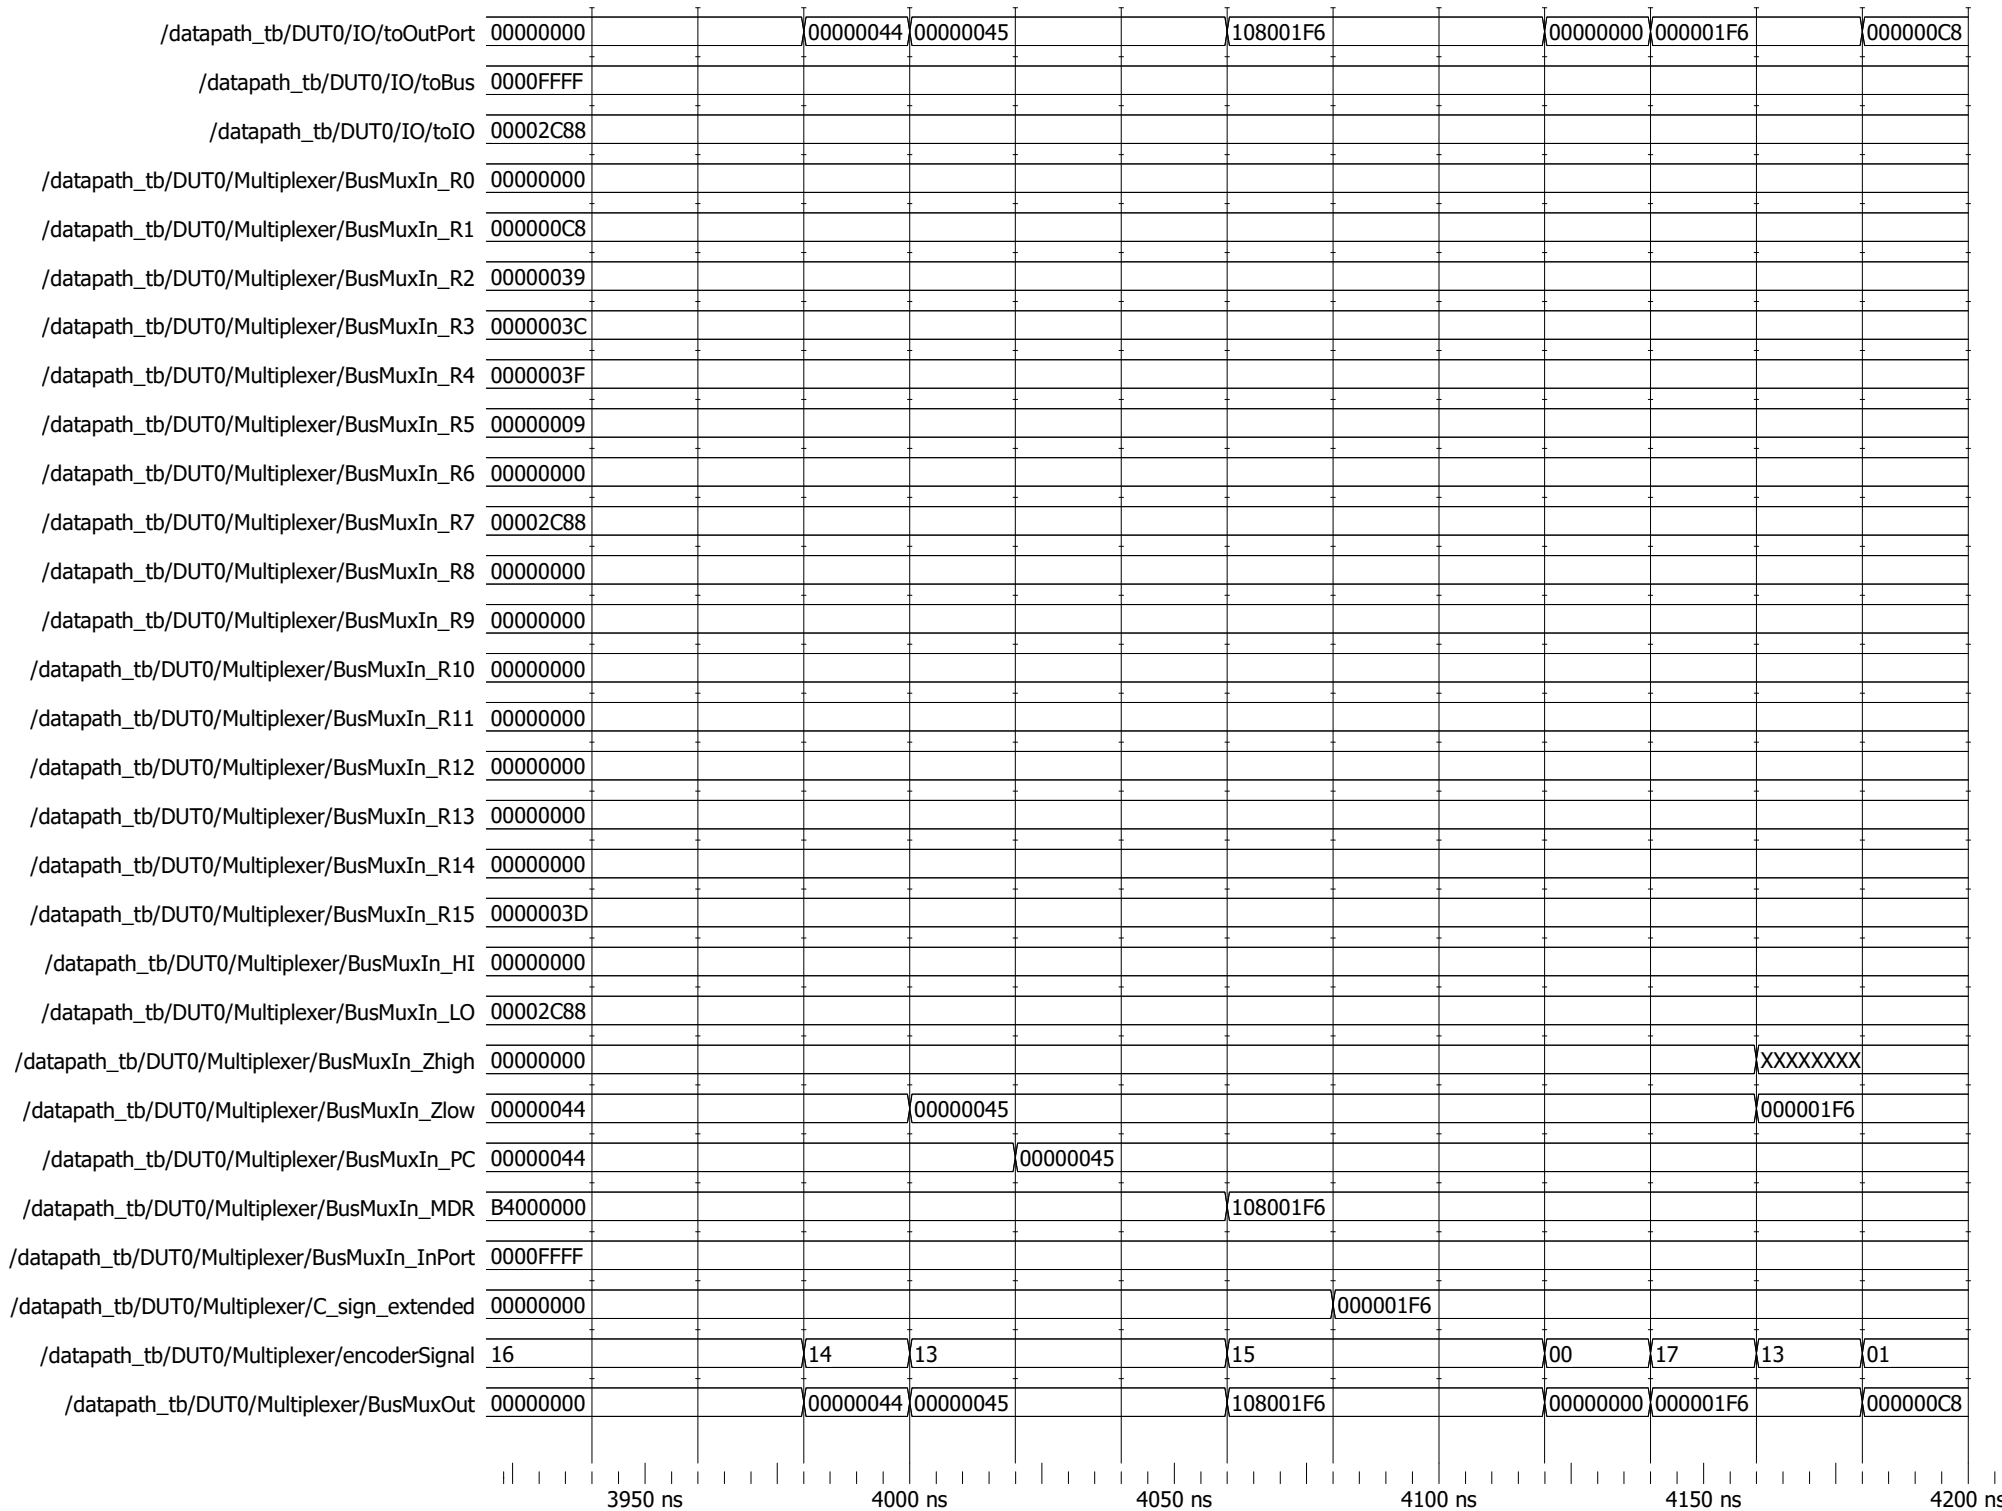 /datapath_tb/DUT0/IO/toOutPort 00000000 00000044 00000045 108001F6 00000000 000001F6 000000C8
/datapath_tb/DUT0/IO/toBus 0000FFFF
/datapath_tb/DUT0/IO/toIO 00002C88
/datapath_tb/DUT0/Multiplexer/BusMuxIn_R0 00000000
/datapath_tb/DUT0/Multiplexer/BusMuxIn_R1 000000C8
/datapath_tb/DUT0/Multiplexer/BusMuxIn_R2 00000039
/datapath_tb/DUT0/Multiplexer/BusMuxIn_R3 0000003C
/datapath_tb/DUT0/Multiplexer/BusMuxIn_R4 0000003F
/datapath_tb/DUT0/Multiplexer/BusMuxIn_R5 00000009
/datapath_tb/DUT0/Multiplexer/BusMuxIn_R6 00000000
/datapath_tb/DUT0/Multiplexer/BusMuxIn_R7 00002C88
/datapath_tb/DUT0/Multiplexer/BusMuxIn_R8 00000000
/datapath_tb/DUT0/Multiplexer/BusMuxIn_R9 00000000
/datapath_tb/DUT0/Multiplexer/BusMuxIn_R10 00000000
/datapath_tb/DUT0/Multiplexer/BusMuxIn_R11 00000000
/datapath_tb/DUT0/Multiplexer/BusMuxIn_R12 00000000
/datapath_tb/DUT0/Multiplexer/BusMuxIn_R13 00000000
/datapath_tb/DUT0/Multiplexer/BusMuxIn_R14 00000000
/datapath_tb/DUT0/Multiplexer/BusMuxIn_R15 0000003D
/datapath_tb/DUT0/Multiplexer/BusMuxIn_HI 00000000
/datapath_tb/DUT0/Multiplexer/BusMuxIn_LO 00002C88
/datapath_tb/DUT0/Multiplexer/BusMuxIn_Zhigh 00000000 XXXXXXXX
/datapath_tb/DUT0/Multiplexer/BusMuxIn_Zlow 00000044 00000045 000001F6
/datapath_tb/DUT0/Multiplexer/BusMuxIn_PC 00000044 00000045
/datapath_tb/DUT0/Multiplexer/BusMuxIn_MDR B4000000 108001F6
/datapath_tb/DUT0/Multiplexer/BusMuxIn_InPort 0000FFFF
/datapath_tb/DUT0/Multiplexer/C_sign_extended 00000000 000001F6
/datapath_tb/DUT0/Multiplexer/encoderSignal 16 14 13 15 00 17 13 01
/datapath_tb/DUT0/Multiplexer/BusMuxOut 00000000 00000044 00000045 108001F6 00000000 000001F6 000000C8
3950 ns 4000 ns 4050 ns 4100 ns 4150 ns 4200 ns